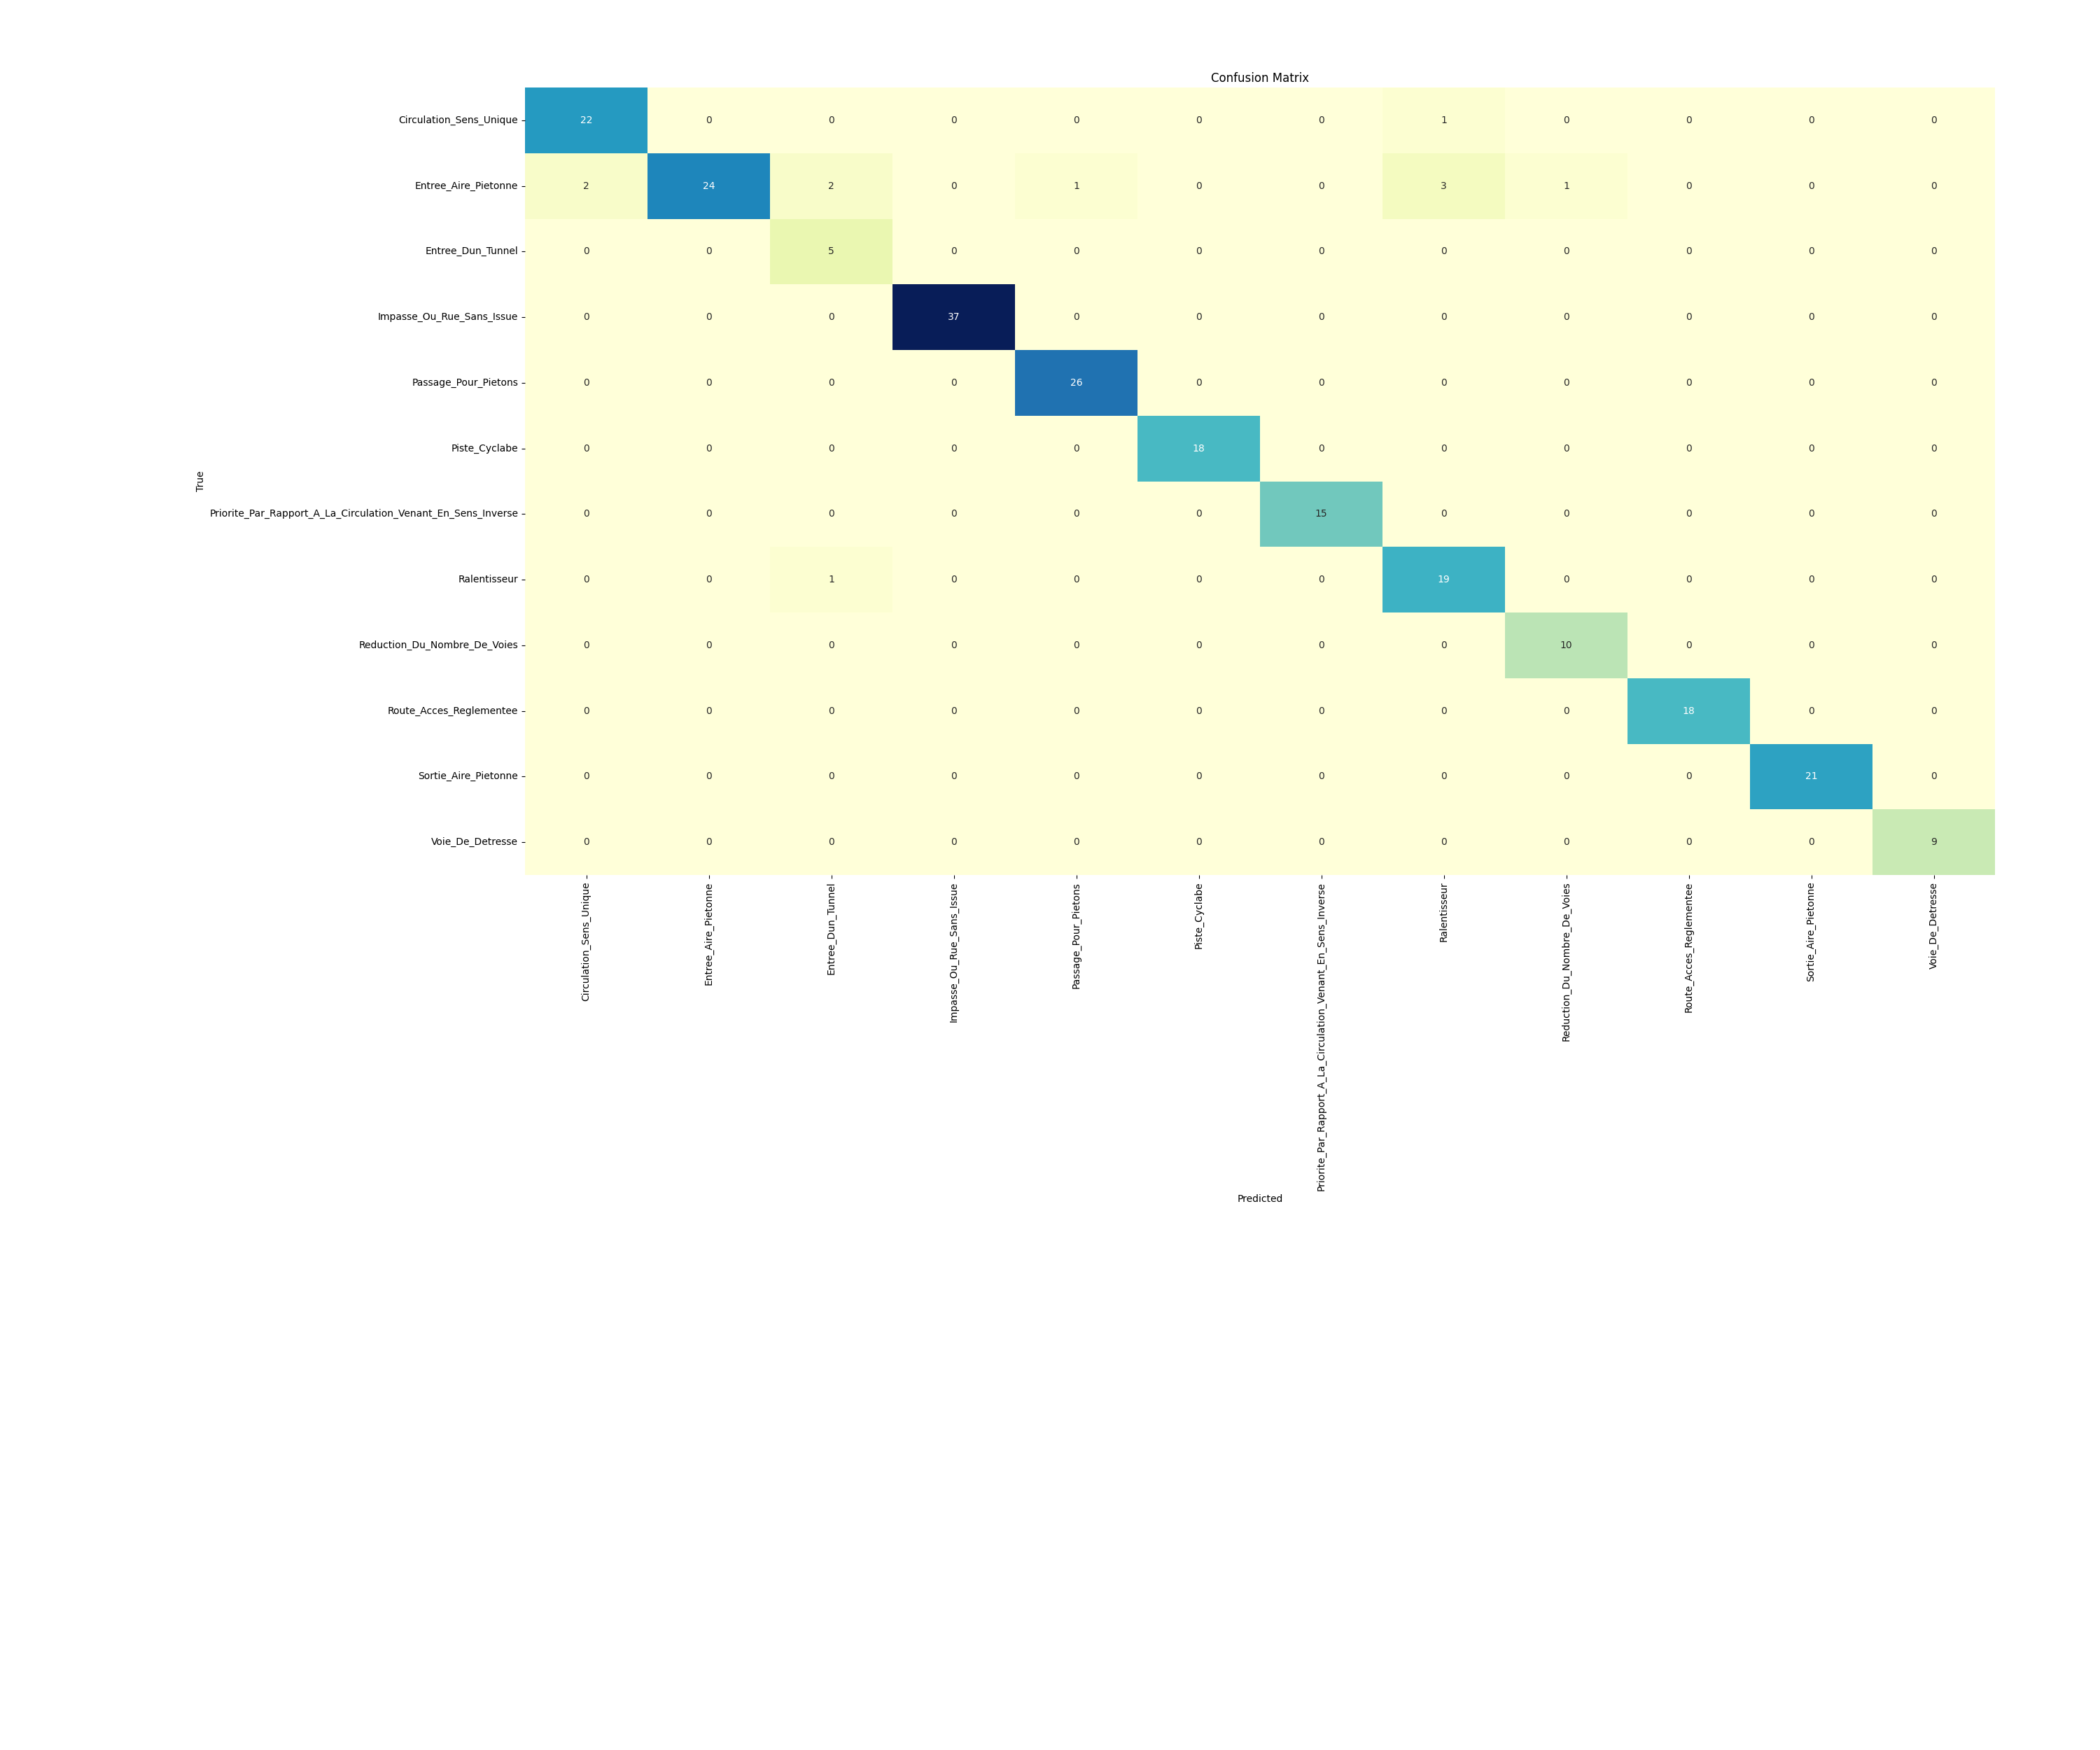 Confusion Matrix
Circulation_Sens_Unique 22 0 0 0 0 0 0 1 0 0 0 0
Entree_Aire_Pietonne 2 24 2 0 1 0 0 3 1 0 0 0
Entree_Dun_Tunnel 0 0 5 0 0 0 0 0 0 0 0 0
Impasse_Ou_Rue_Sans_Issue 0 0 0 37 0 0 0 0 0 0 0 0
Passage_Pour_Pietons 0 0 0 0 26 0 0 0 0 0 0 0
Piste_Cyclabe 0 0 0 0 0 18 0 0 0 0 0 0
True
Priorite_Par_Rapport_A_La_Circulation_Venant_En_Sens_Inverse 0 0 0 0 0 0 15 0 0 0 0 0
Ralentisseur 0 0 1 0 0 0 0 19 0 0 0 0
Reduction_Du_Nombre_De_Voies 0 0 0 0 0 0 0 0 10 0 0 0
Route_Acces_Reglementee 0 0 0 0 0 0 0 0 0 18 0 0
Sortie_Aire_Pietonne 0 0 0 0 0 0 0 0 0 0 21 0
Voie_De_Detresse 0 0 0 0 0 0 0 0 0 0 0 9
Circulation_Sens_Unique
Entree_Aire_Pietonne
Entree_Dun_Tunnel
Impasse_Ou_Rue_Sans_Issue
Passage_Pour_Pietons
Piste_Cyclabe
Priorite_Par_Rapport_A_La_Circulation_Venant_En_Sens_Inverse
Ralentisseur
Reduction_Du_Nombre_De_Voies
Route_Acces_Reglementee
Sortie_Aire_Pietonne
Voie_De_Detresse
Predicted